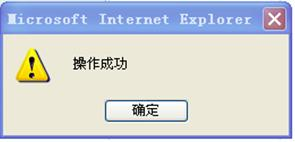 Microsoft Internet Explorer
操作成功
确定